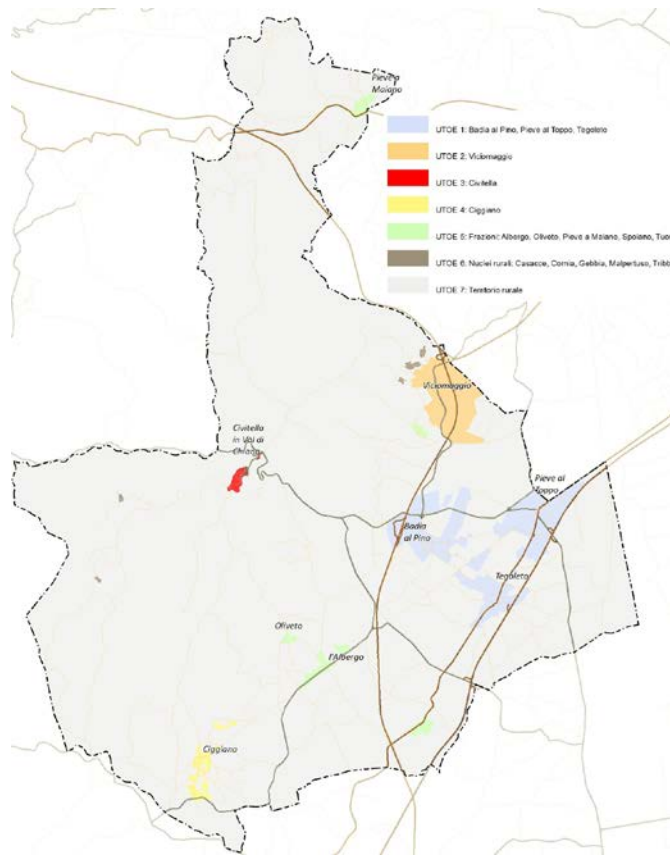 Pieve a
Maiano
UTOE 1: Badia al Pino, Pieve al Toppo, Tegoleto
UTOE 2: Viciomaggio
UTOE 3: Civitella
UTOE 4: Ciggiano
UTOE 5: Frazioni: Albergo, Oliveto, Pieve a Maiano, Spoiano, Tuor
UTOE 6: Nuclei rurali: Casacce, Cornia, Gebbia, Malpertuso, Tribb
UTOE 7: Territorio rurale
Viciomaggio
Civitella
in Val di
Chiana
Pieve al
Toppo
Badia
al Pino
Tegoleto
Oliveto
l'Albergo
Ciggiano